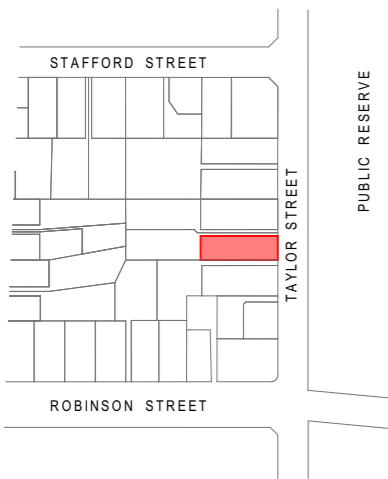 STAFFORD STREET
PUBLIC RESERVE
TAYLOR STREET
ROBINSON STREET